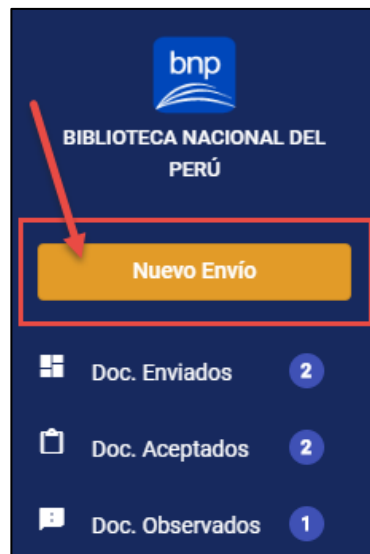 bnp
BIBLIOTECA NACIONAL DEL
PERÚ
Nuevo Envío
Doc. Enviados 2
Doc. Aceptados 2
Doc. Observados 1